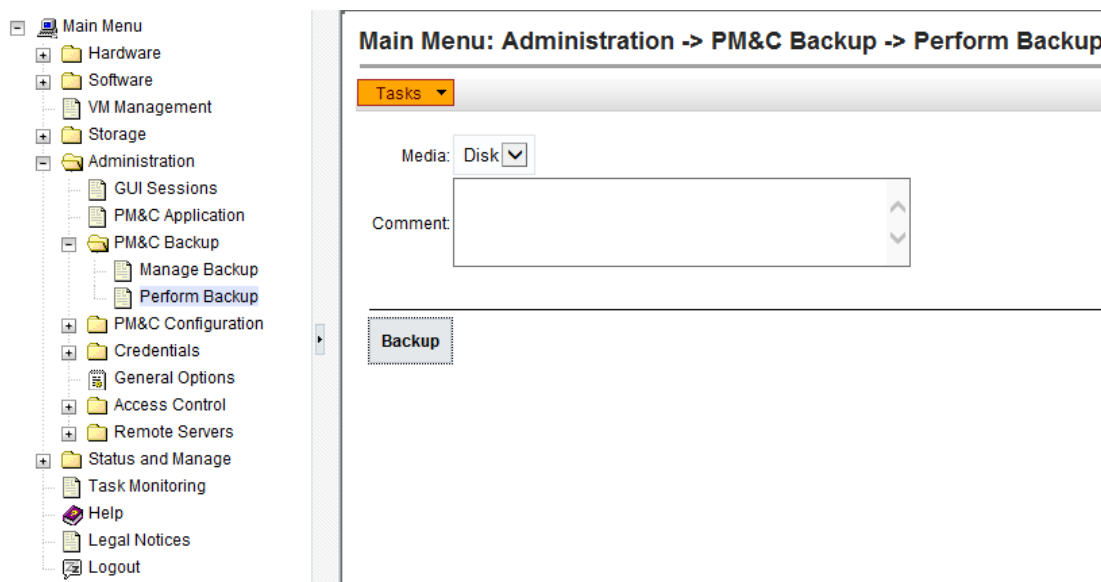 Main Menu
Hardware
Software
VM Management
Storage
Administration
GUI Sessions
PM&C Application
PM&C Backup
Manage Backup
Perform Backup
PM&C Configuration
Credentials
General Options
Access Control
Remote Servers
Status and Manage
Task Monitoring
Help
Legal Notices
Logout
Main Menu: Administration -> PM&C Backup -> Perform Backup
Tasks
Media: Disk
Comment:
Backup